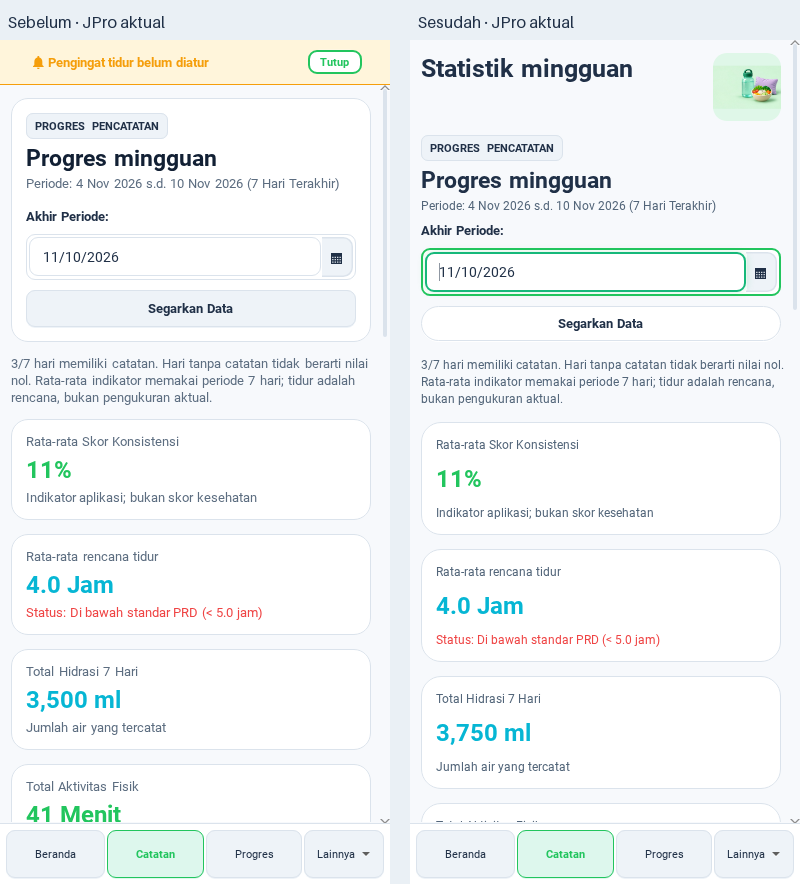 Sebelum · JPro aktual
Pengingat tidur belum diatur
Tutup
PROGRES PENCATATAN
Progres mingguan
Periode: 4 Nov 2026 s.d. 10 Nov 2026 (7 Hari Terakhir)
Akhir Periode:
11/10/2026
Segarkan Data
3/7 hari memiliki catatan. Hari tanpa catatan tidak berarti nilai
nol. Rata-rata indikator memakai periode 7 hari; tidur adalah
rencana, bukan pengukuran aktual.
Rata-rata Skor Konsistensi
11%
Indikator aplikasi; bukan skor kesehatan
Rata-rata rencana tidur
4.0 Jam
Status: Di bawah standar PRD (< 5.0 jam)
Total Hidrasi 7 Hari
3,500 ml
Jumlah air yang tercatat
Total Aktivitas Fisik
41 Menit
Beranda
Catatan
Progres
Lainnya
Sesudah · JPro aktual
Statistik mingguan
PROGRES PENCATATAN
Progres mingguan
Periode: 4 Nov 2026 s.d. 10 Nov 2026 (7 Hari Terakhir)
Akhir Periode:
11/10/2026
Segarkan Data
3/7 hari memiliki catatan. Hari tanpa catatan tidak berarti nilai nol.
Rata-rata indikator memakai periode 7 hari; tidur adalah rencana,
bukan pengukuran aktual.
Rata-rata Skor Konsistensi
11%
Indikator aplikasi; bukan skor kesehatan
Rata-rata rencana tidur
4.0 Jam
Status: Di bawah standar PRD (< 5.0 jam)
Total Hidrasi 7 Hari
3,750 ml
Jumlah air yang tercatat
Beranda
Catatan
Progres
Lainnya